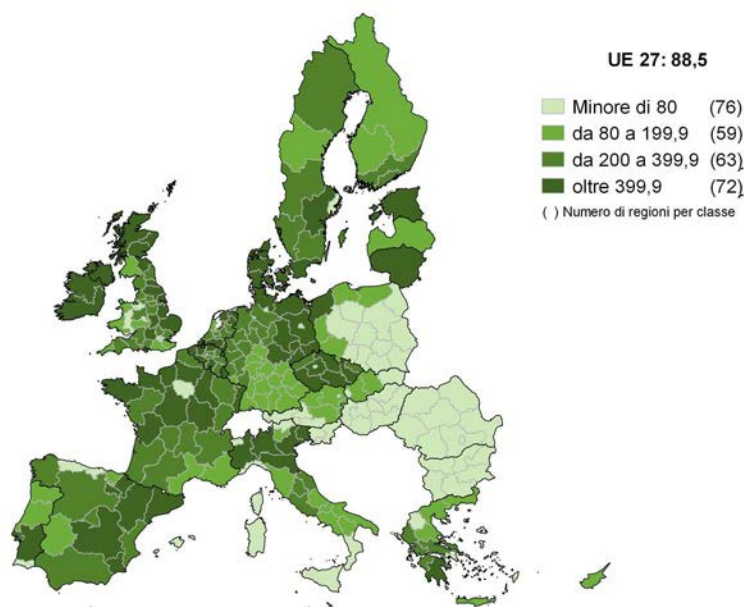 UE 27: 88,5
Minore di 80 (76)
da 80 a 199,9 (59)
da 200 a 399,9 (63)
oltre 399,9 (72)
( ) Numero di regioni per classe